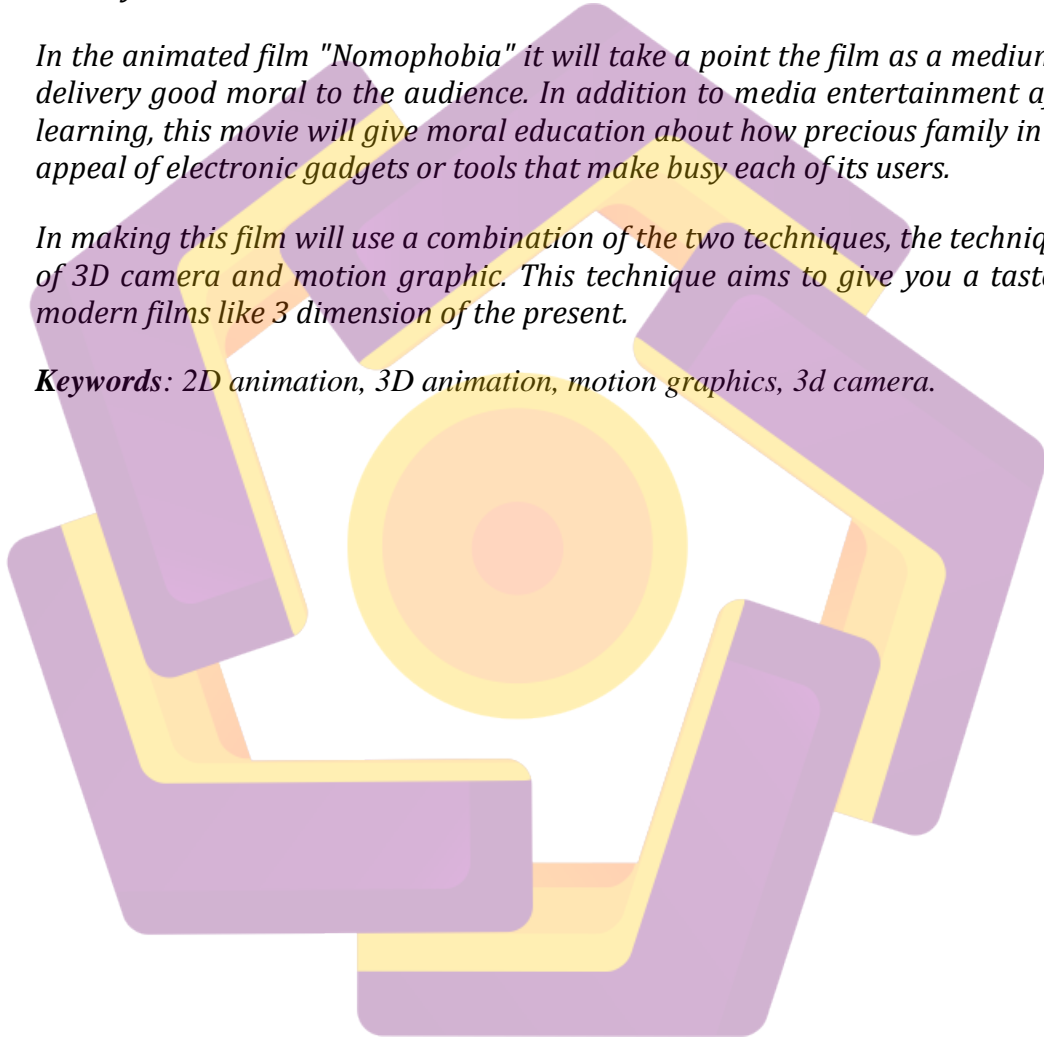 In the animated film "Nomophobia" it will take a point the film as a medium
delivery good moral to the audience. In addition to media entertainment a
learning, this movie will give moral education about how precious family in
appeal of electronic gadgets or tools that make busy each of its users.
In making this film will use a combination of the two techniques, the techniq
of 3D camera and motion graphic. This technique aims to give you a taste
modern films like 3 dimension of the present.
Keywords: 2D animation, 3D animation, motion graphics, 3d camera.